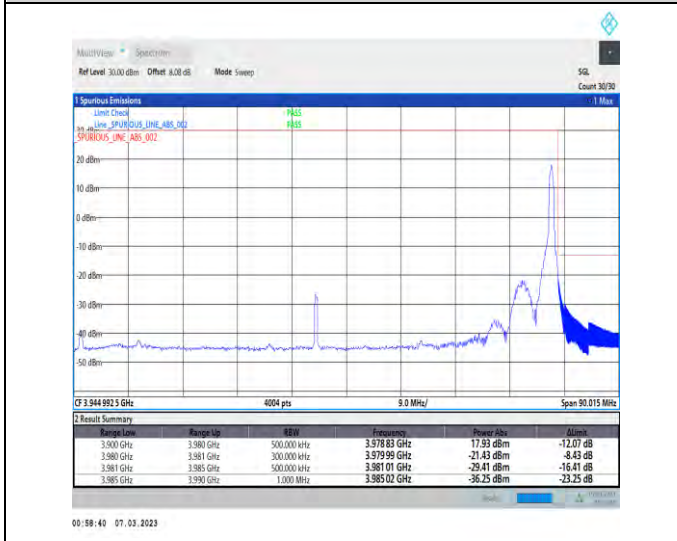 MultiView Spectrum
Ref Level 30.00 dBm Offset 8.08 dB Mode Sweep SGL
Count 30/30
1 Spurious Emissions 1 Max
Limit Check PASS
Line _SPURIOUS_LINE_ABS_002 PASS
_SPURIOUS_LINE_ABS_002
20 dBm
10 dBm
0 dBm
-10 dBm
-20 dBm
-30 dBm
-40 dBm
-50 dBm
CF 3.944 992 5 GHz 4004 pts 9.0 MHz/ Span 90.015 MHz
2 Result Summary
Range Low Range Up RBW Frequency Power Abs ΔLimit
3.900 GHz 3.980 GHz 500.000 kHz 3.978 83 GHz 17.93 dBm -12.07 dB
3.980 GHz 3.981 GHz 300.000 kHz 3.979 99 GHz -21.43 dBm -8.43 dB
3.981 GHz 3.985 GHz 500.000 kHz 3.981 01 GHz -29.41 dBm -16.41 dB
3.985 GHz 3.990 GHz 1.000 MHz 3.985 02 GHz -36.25 dBm -23.25 dB
00:58:40 07.03.2023